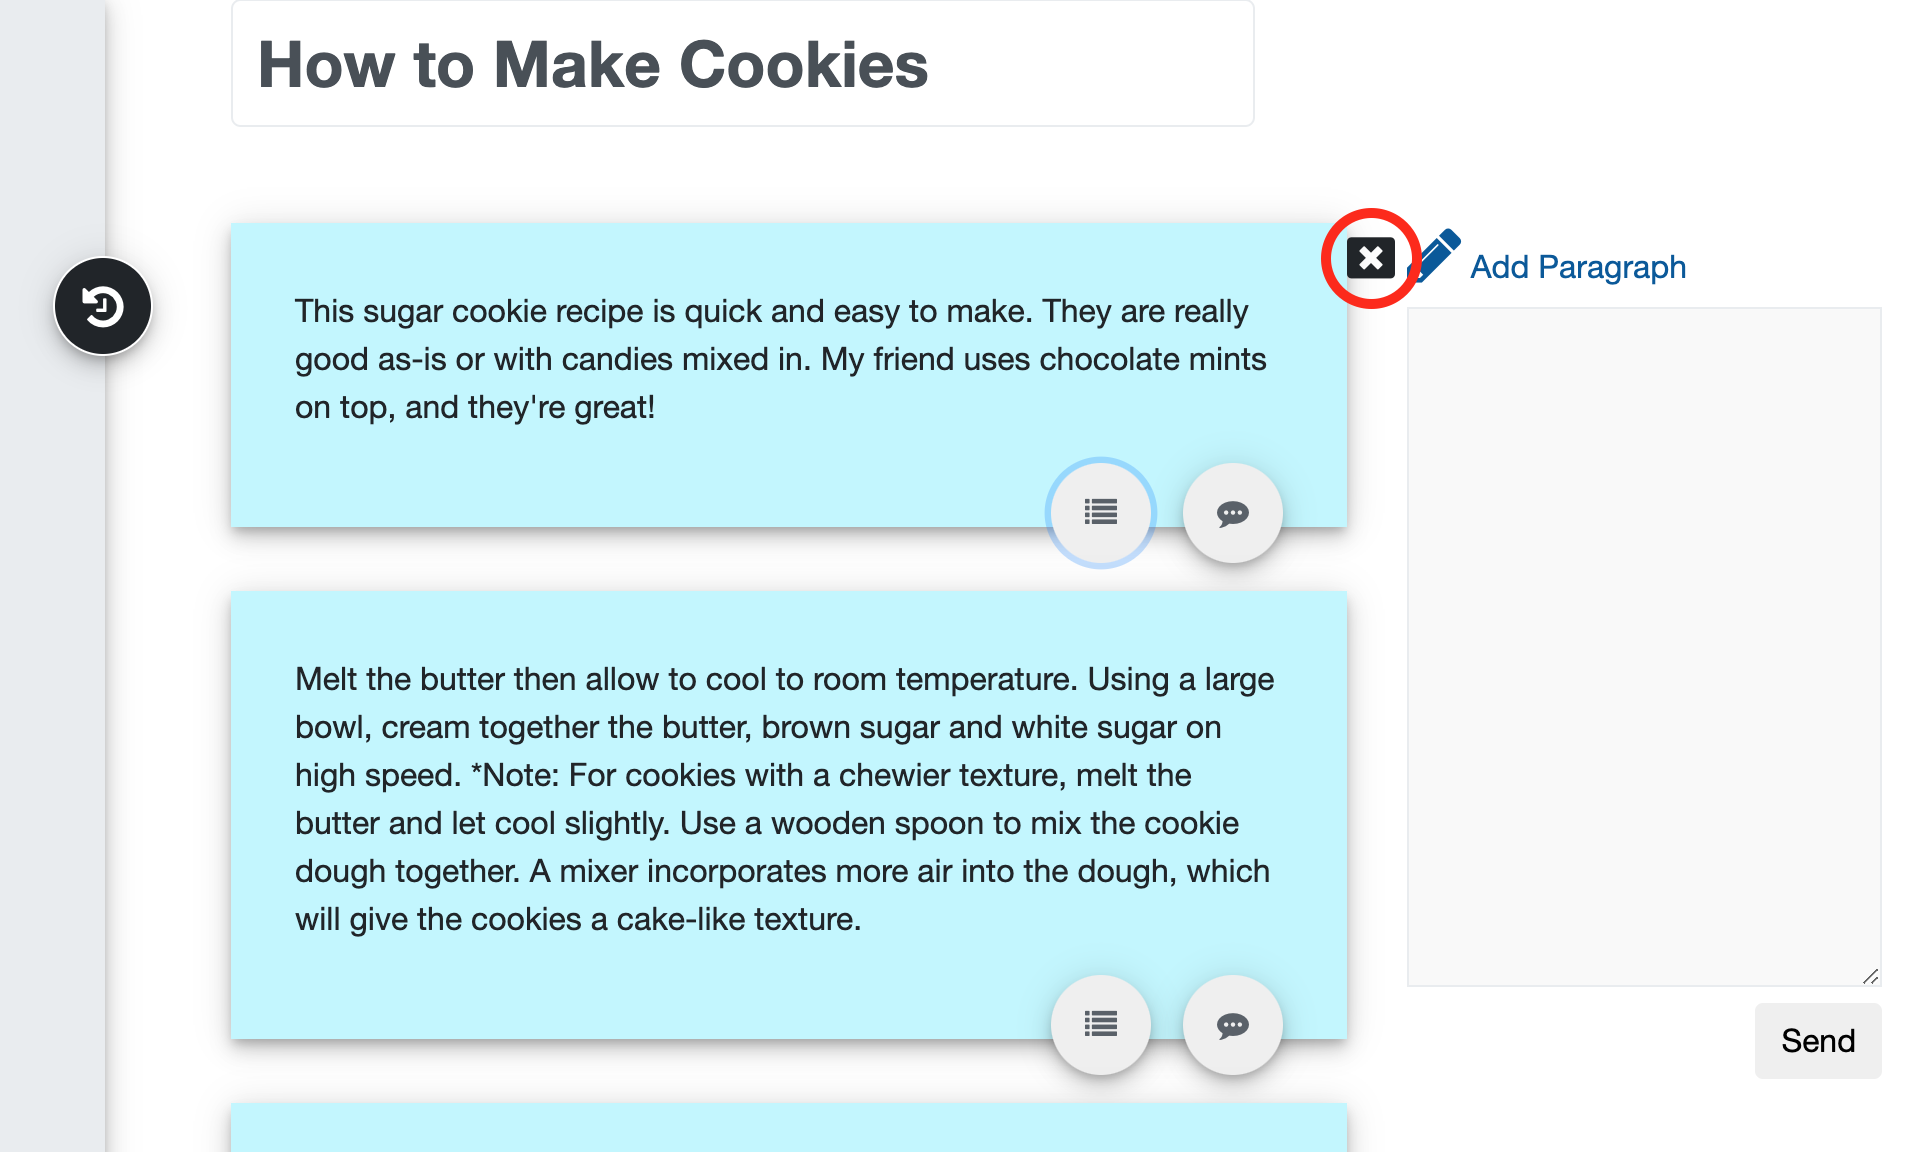 How to Make Cookies
This sugar cookie recipe is quick and easy to make. They are really
good as-is or with candies mixed in. My friend uses chocolate mints
on top, and they're great!
Add Paragraph
Melt the butter then allow to cool to room temperature. Using a large
bowl, cream together the butter, brown sugar and white sugar on
high speed. *Note: For cookies with a chewier texture, melt the
butter and let cool slightly. Use a wooden spoon to mix the cookie
dough together. A mixer incorporates more air into the dough, which
will give the cookies a cake-like texture.
Send